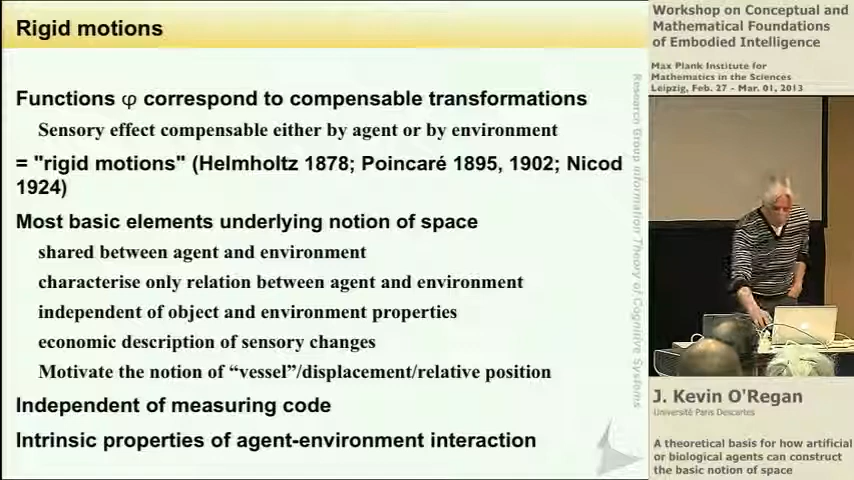 Rigid motions
Functions φ correspond to compensable transformations
Sensory effect compensable either by agent or by environment
= "rigid motions" (Helmholtz 1878; Poincaré 1895, 1902; Nicod
1924)
Most basic elements underlying notion of space
shared between agent and environment
characterise only relation between agent and environment
independent of object and environment properties
economic description of sensory changes
Motivate the notion of “vessel”/displacement/relative position
Independent of measuring code
Intrinsic properties of agent-environment interaction
Research Group Information Theory of Cognitive Systems
Workshop on Conceptual and
Mathematical Foundations
of Embodied Intelligence
Max Plank Institute for
Mathematics in the Sciences
Leipzig, Feb. 27 - Mar. 01, 2013
J. Kevin O'Regan
Université Paris Descartes
A theoretical basis for how artificial
or biological agents can construct
the basic notion of space